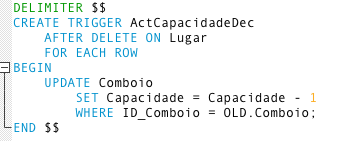 DELIMITER $$
CREATE TRIGGER ActCapacidadeDec
AFTER DELETE ON Lugar
FOR EACH ROW
BEGIN
UPDATE Comboio
SET Capacidade = Capacidade - 1
WHERE ID_Comboio = OLD.Comboio;
END $$